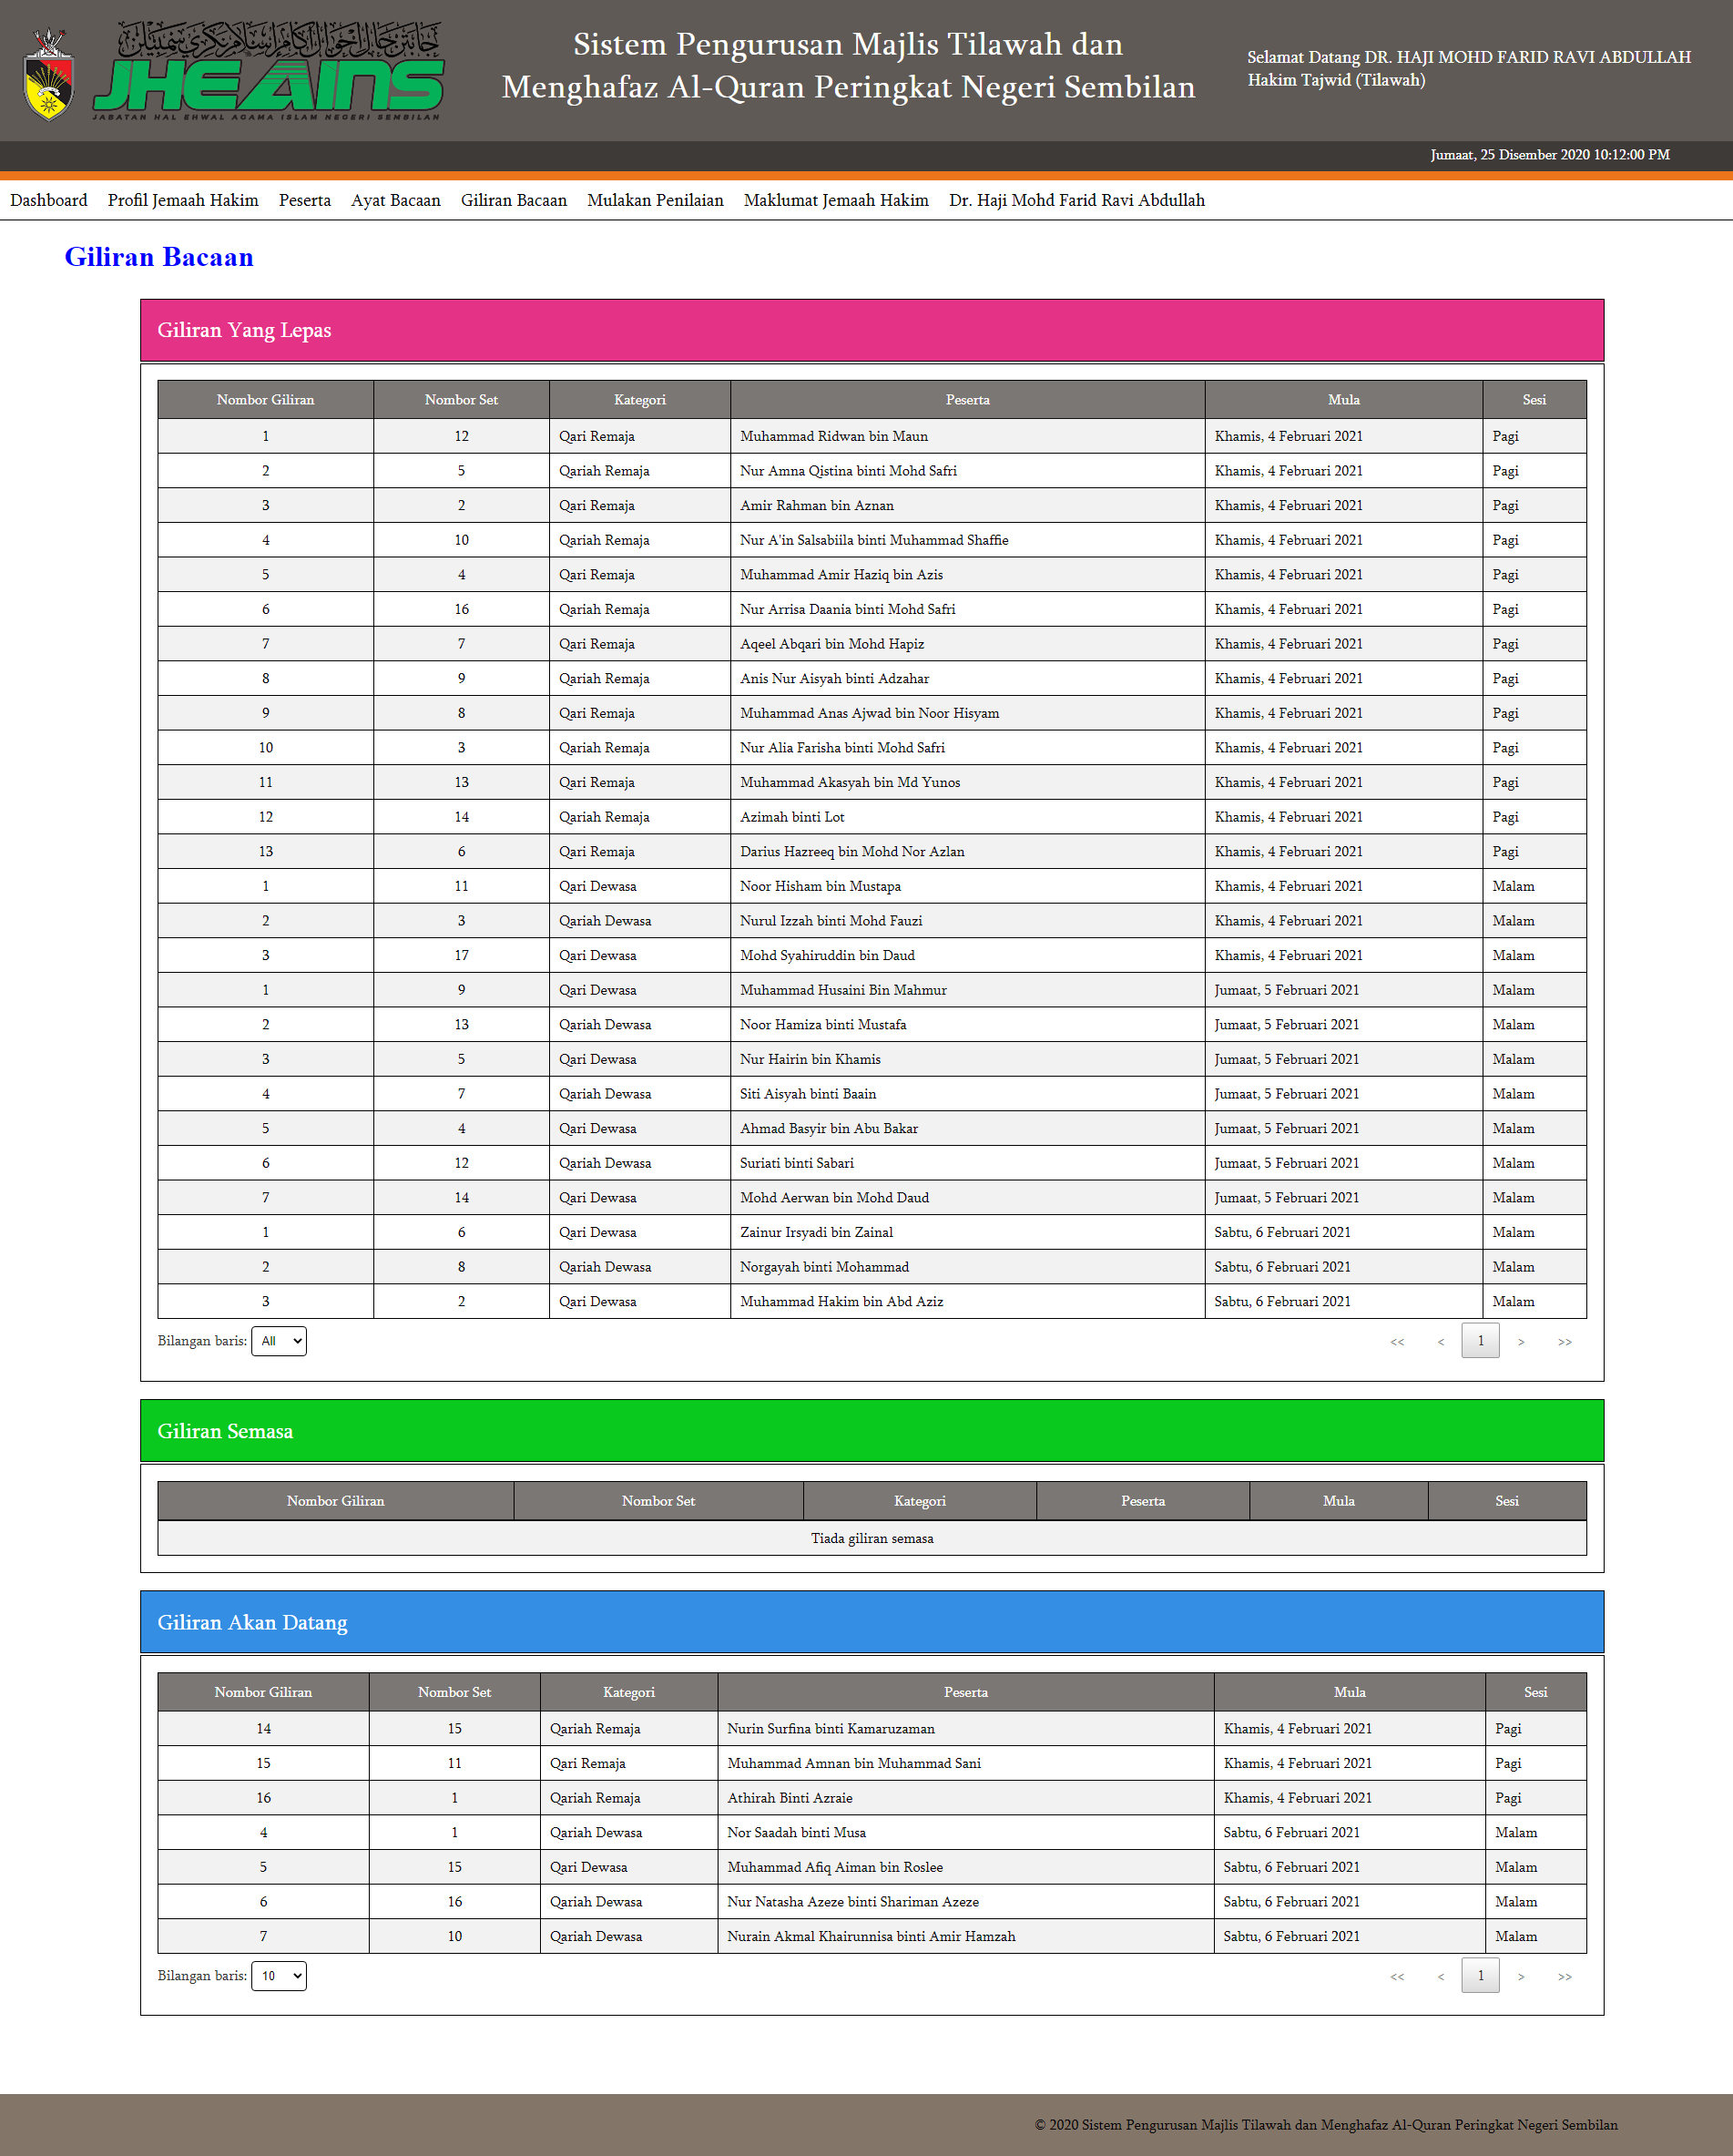 JHEAINS
JABATAN HAL EHWAL AGAMA ISLAM NEGERI SEMBILAN
Sistem Pengurusan Majlis Tilawah dan
Menghafaz Al-Quran Peringkat Negeri Sembilan
Selamat Datang DR. HAJI MOHD FARID RAVI ABDULLAH
Hakim Tajwid (Tilawah)
Jumaat, 25 Disember 2020 10:12:00 PM
Dashboard Profil Jemaah Hakim Peserta Ayat Bacaan Giliran Bacaan Mulakan Penilaian Maklumat Jemaah Hakim Dr. Haji Mohd Farid Ravi Abdullah
Giliran Bacaan
Giliran Yang Lepas
Nombor Giliran Nombor Set Kategori Peserta Mula Sesi
1 12 Qari Remaja Muhammad Ridwan bin Maun Khamis, 4 Februari 2021 Pagi
2 5 Qariah Remaja Nur Amna Qistina binti Mohd Safri Khamis, 4 Februari 2021 Pagi
3 2 Qari Remaja Amir Rahman bin Aznan Khamis, 4 Februari 2021 Pagi
4 10 Qariah Remaja Nur A'in Salsabiila binti Muhammad Shaffie Khamis, 4 Februari 2021 Pagi
5 4 Qari Remaja Muhammad Amir Haziq bin Azis Khamis, 4 Februari 2021 Pagi
6 16 Qariah Remaja Nur Arrisa Daania binti Mohd Safri Khamis, 4 Februari 2021 Pagi
7 7 Qari Remaja Aqeel Abqari bin Mohd Hapiz Khamis, 4 Februari 2021 Pagi
8 9 Qariah Remaja Anis Nur Aisyah binti Adzahar Khamis, 4 Februari 2021 Pagi
9 8 Qari Remaja Muhammad Anas Ajwad bin Noor Hisyam Khamis, 4 Februari 2021 Pagi
10 3 Qariah Remaja Nur Alia Farisha binti Mohd Safri Khamis, 4 Februari 2021 Pagi
11 13 Qari Remaja Muhammad Akasyah bin Md Yunos Khamis, 4 Februari 2021 Pagi
12 14 Qariah Remaja Azimah binti Lot Khamis, 4 Februari 2021 Pagi
13 6 Qari Remaja Darius Hazreeq bin Mohd Nor Azlan Khamis, 4 Februari 2021 Pagi
1 11 Qari Dewasa Noor Hisham bin Mustapa Khamis, 4 Februari 2021 Malam
2 3 Qariah Dewasa Nurul Izzah binti Mohd Fauzi Khamis, 4 Februari 2021 Malam
3 17 Qari Dewasa Mohd Syahiruddin bin Daud Khamis, 4 Februari 2021 Malam
1 9 Qari Dewasa Muhammad Husaini Bin Mahmur Jumaat, 5 Februari 2021 Malam
2 13 Qariah Dewasa Noor Hamiza binti Mustafa Jumaat, 5 Februari 2021 Malam
3 5 Qari Dewasa Nur Hairin bin Khamis Jumaat, 5 Februari 2021 Malam
4 7 Qariah Dewasa Siti Aisyah binti Baain Jumaat, 5 Februari 2021 Malam
5 4 Qari Dewasa Ahmad Basyir bin Abu Bakar Jumaat, 5 Februari 2021 Malam
6 12 Qariah Dewasa Suriati binti Sabari Jumaat, 5 Februari 2021 Malam
7 14 Qari Dewasa Mohd Aerwan bin Mohd Daud Jumaat, 5 Februari 2021 Malam
1 6 Qari Dewasa Zainur Irsyadi bin Zainal Sabtu, 6 Februari 2021 Malam
2 8 Qariah Dewasa Norgayah binti Mohammad Sabtu, 6 Februari 2021 Malam
3 2 Qari Dewasa Muhammad Hakim bin Abd Aziz Sabtu, 6 Februari 2021 Malam
Bilangan baris: All << < 1 > >>
Giliran Semasa
Nombor Giliran Nombor Set Kategori Peserta Mula Sesi
Tiada giliran semasa
Giliran Akan Datang
Nombor Giliran Nombor Set Kategori Peserta Mula Sesi
14 15 Qariah Remaja Nurin Surfina binti Kamaruzaman Khamis, 4 Februari 2021 Pagi
15 11 Qari Remaja Muhammad Amnan bin Muhammad Sani Khamis, 4 Februari 2021 Pagi
16 1 Qariah Remaja Athirah Binti Azraie Khamis, 4 Februari 2021 Pagi
4 1 Qariah Dewasa Nor Saadah binti Musa Sabtu, 6 Februari 2021 Malam
5 15 Qari Dewasa Muhammad Afiq Aiman bin Roslee Sabtu, 6 Februari 2021 Malam
6 16 Qariah Dewasa Nur Natasha Azeze binti Shariman Azeze Sabtu, 6 Februari 2021 Malam
7 10 Qariah Dewasa Nurain Akmal Khairunnisa binti Amir Hamzah Sabtu, 6 Februari 2021 Malam
Bilangan baris: 10 << < 1 > >>
© 2020 Sistem Pengurusan Majlis Tilawah dan Menghafaz Al-Quran Peringkat Negeri Sembilan